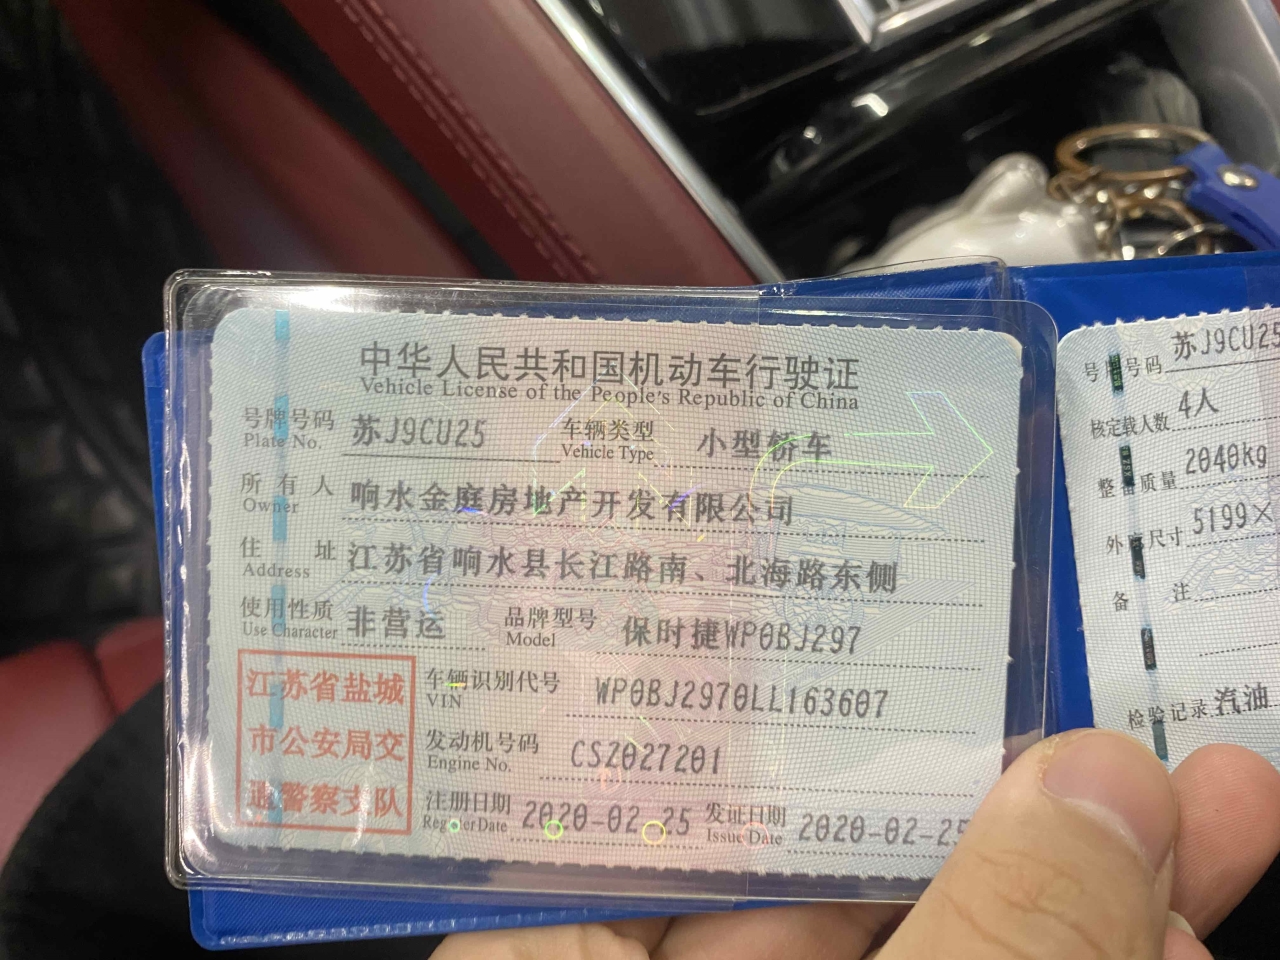 中华人民共和国机动车行驶证
Vehicle License of the People's Republic of China
号牌号码 苏J9CU25 车辆类型 小型轿车
Plate No. Vehicle Type
所有人 响水金庭房地产开发有限公司
Owner
住址 江苏省响水县长江路南、北海路东侧
Address
使用性质 非营运 品牌型号 保时捷WP0BJ297
Use Character Model
江苏省盐城
市公安局交
通警察支队
车辆识别代号 WP0BJ2970LL163607
VIN
发动机号码 CSZ027201
Engine No.
注册日期 2020-02-25 发证日期 2020-02-25
Register Date Issue Date
号牌号码 苏J9CU25
核定载人数 4人
整备质量 2040kg
外廓尺寸 5199×
备注
检验记录 汽油